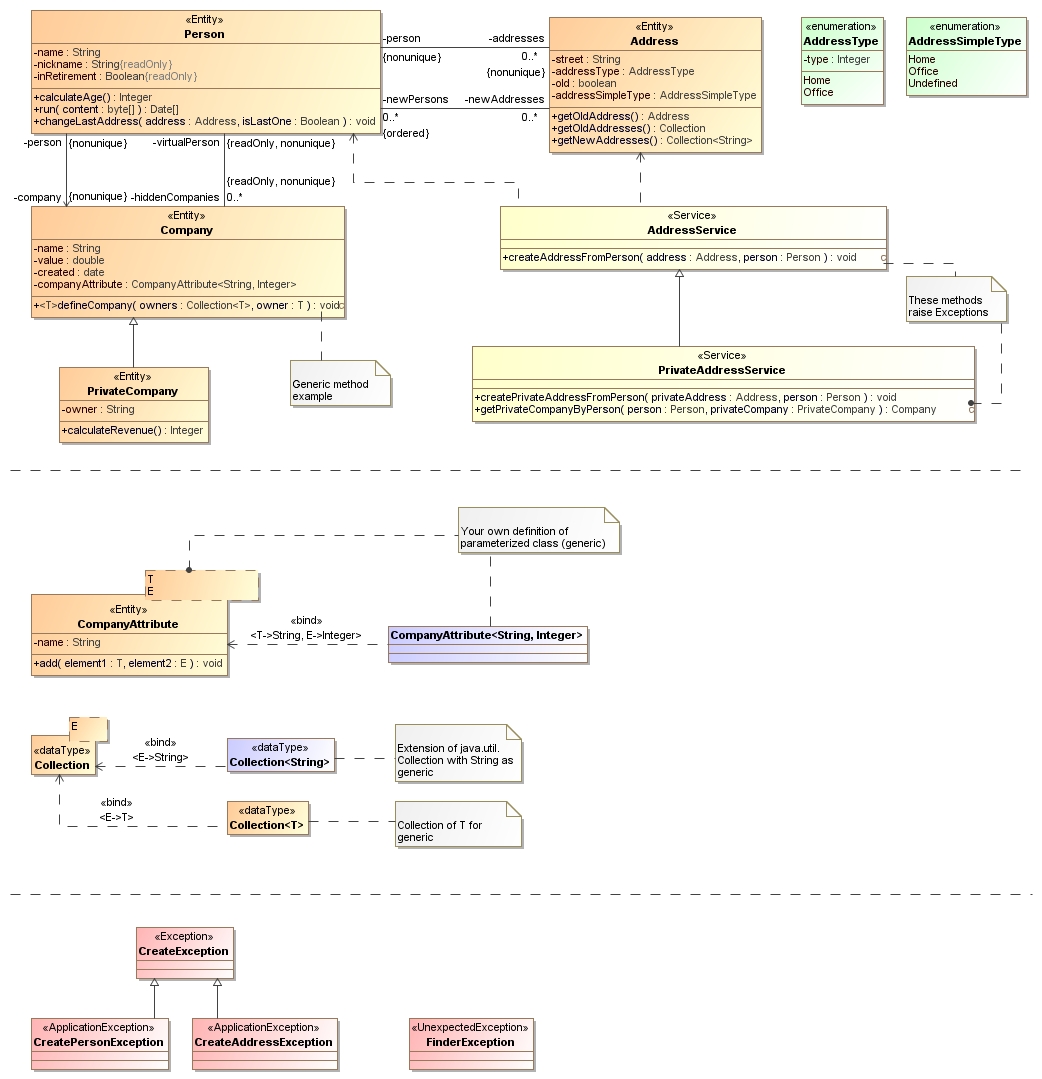 «Entity»
Person
-name : String
-nickname : String{readOnly}
-inRetirement : Boolean{readOnly}
+calculateAge() : Integer
+run( content : byte[] ) : Date[]
+changeLastAddress( address : Address, isLastOne : Boolean ) : void
-person
-addresses
{nonunique}
0..*
{nonunique}
-newPersons
-newAddresses
0..*
0..*
{ordered}
«Entity»
Address
-street : String
-addressType : AddressType
-old : boolean
-addressSimpleType : AddressSimpleType
+getOldAddress() : Address
+getOldAddresses() : Collection
+getNewAddresses() : Collection<String>
«enumeration»
AddressType
-type : Integer
Home
Office
«enumeration»
AddressSimpleType
Home
Office
Undefined
-person
{nonunique}
-virtualPerson
{readOnly, nonunique}
{readOnly, nonunique}
-company
{nonunique}
-hiddenCompanies
0..*
«Entity»
Company
-name : String
-value : double
-created : date
-companyAttribute : CompanyAttribute<String, Integer>
+<T>defineCompany( owners : Collection<T>, owner : T ) : void
«Service»
AddressService
+createAddressFromPerson( address : Address, person : Person ) : void
These methods
raise Exceptions
«Entity»
PrivateCompany
-owner : String
+calculateRevenue() : Integer
Generic method
example
«Service»
PrivateAddressService
+createPrivateAddressFromPerson( privateAddress : Address, person : Person ) : void
+getPrivateCompanyByPerson( person : Person, privateCompany : PrivateCompany ) : Company
Your own definition of
parameterized class (generic)
T
E
«Entity»
CompanyAttribute
-name : String
+add( element1 : T, element2 : E ) : void
«bind»
<T->String, E->Integer>
CompanyAttribute<String, Integer>
E
«dataType»
Collection
«bind»
<E->String>
«dataType»
Collection<String>
Extension of java.util.
Collection with String as
generic
«bind»
<E->T>
«dataType»
Collection<T>
Collection of T for
generic
«Exception»
CreateException
«ApplicationException»
CreatePersonException
«ApplicationException»
CreateAddressException
«UnexpectedException»
FinderException